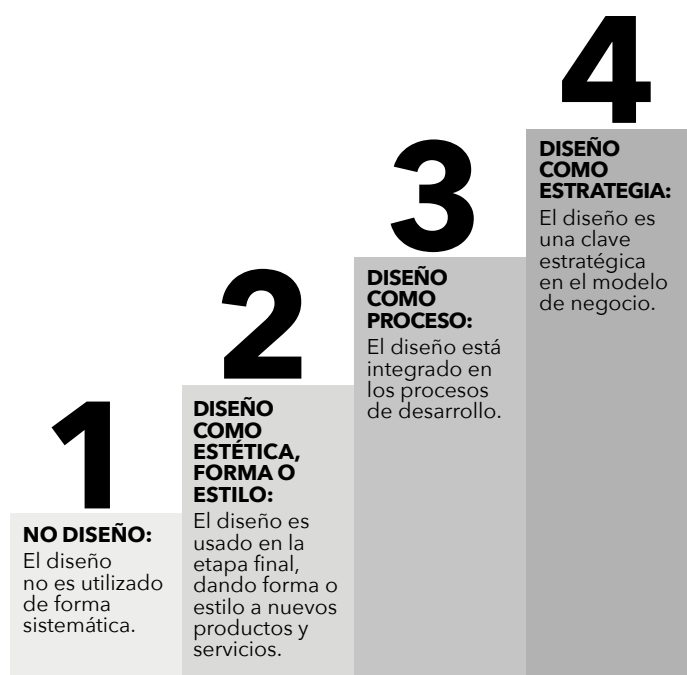 1
NO DISEÑO:
El diseño
no es utilizado
de forma
sistemática.
2
DISEÑO
COMO
ESTÉTICA,
FORMA O
ESTILO:
El diseño es
usado en la
etapa final,
dando forma o
estilo a nuevos
productos y
servicios.
3
DISEÑO
COMO
PROCESO:
El diseño está
integrado en
los procesos
de desarrollo.
4
DISEÑO
COMO
ESTRATEGIA:
El diseño es
una clave
estratégica
en el modelo
de negocio.